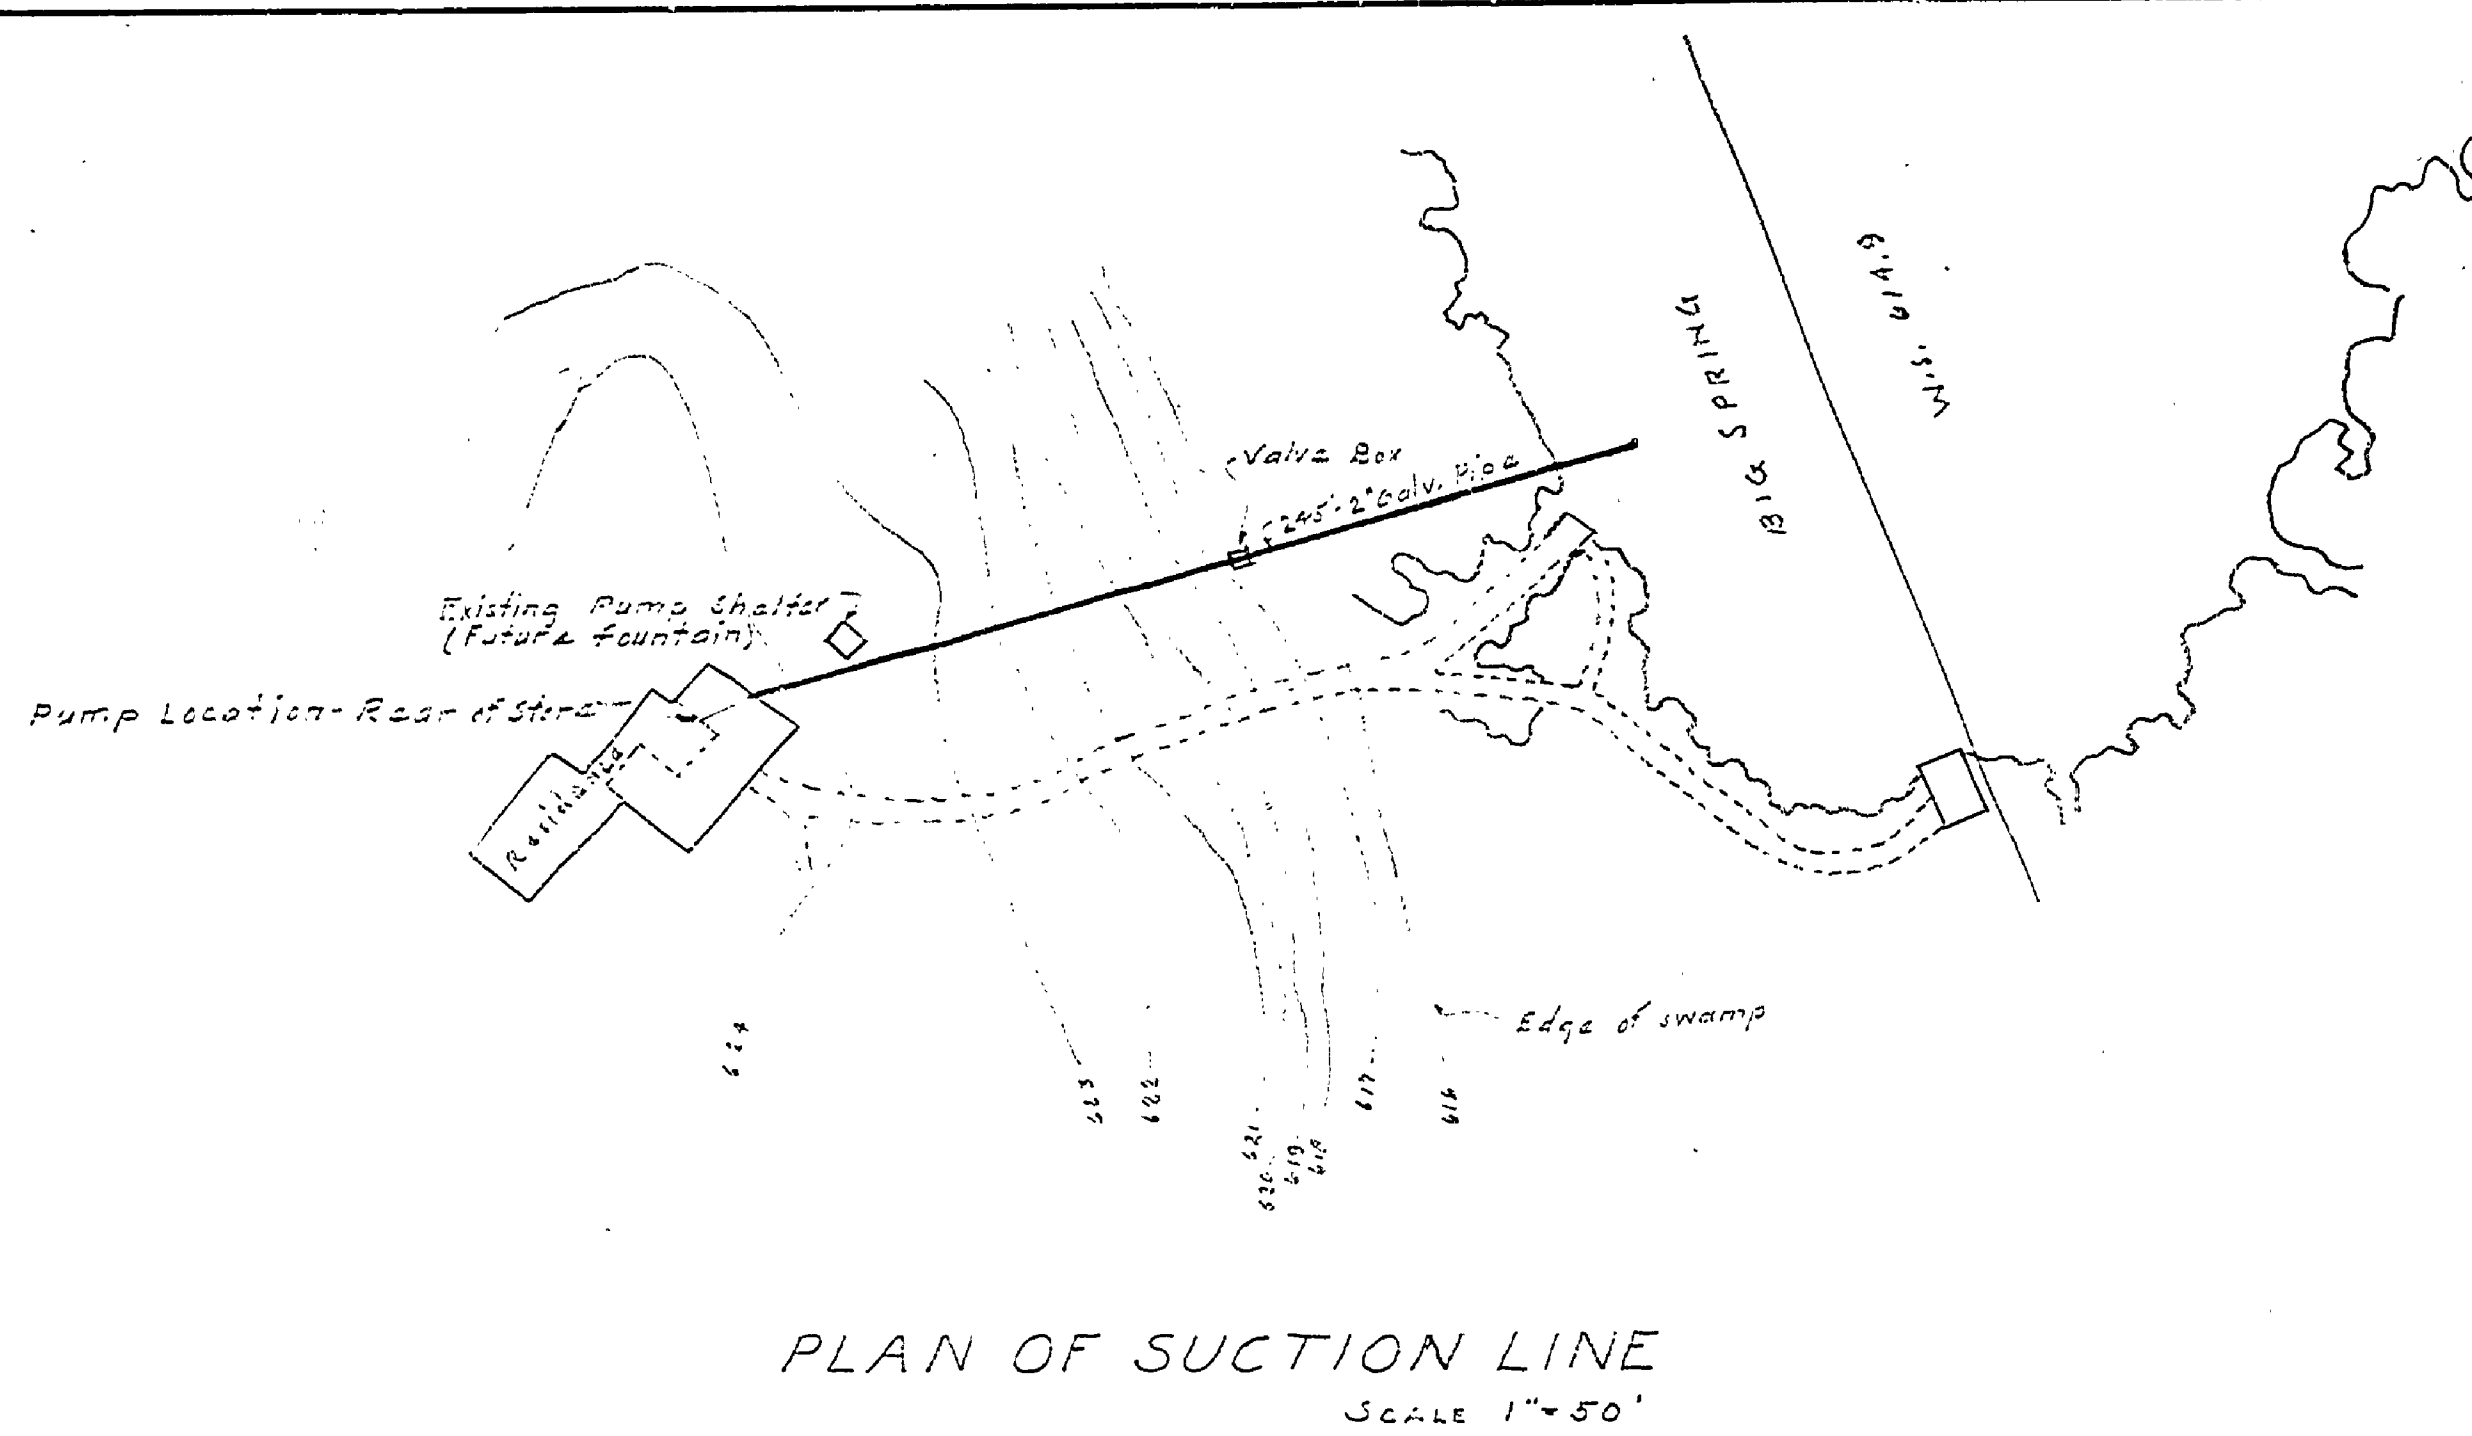 BIG SPRING
W.S. 614.9
Valve Box
245'-2" Galv. Pipe
Existing Pump Shelter
(Future fountain)
Pump Location-Rear of Store
Residence
Edge of swamp
624
623
622
621
620
619
618
617
616
PLAN OF SUCTION LINE
SCALE 1"=50'